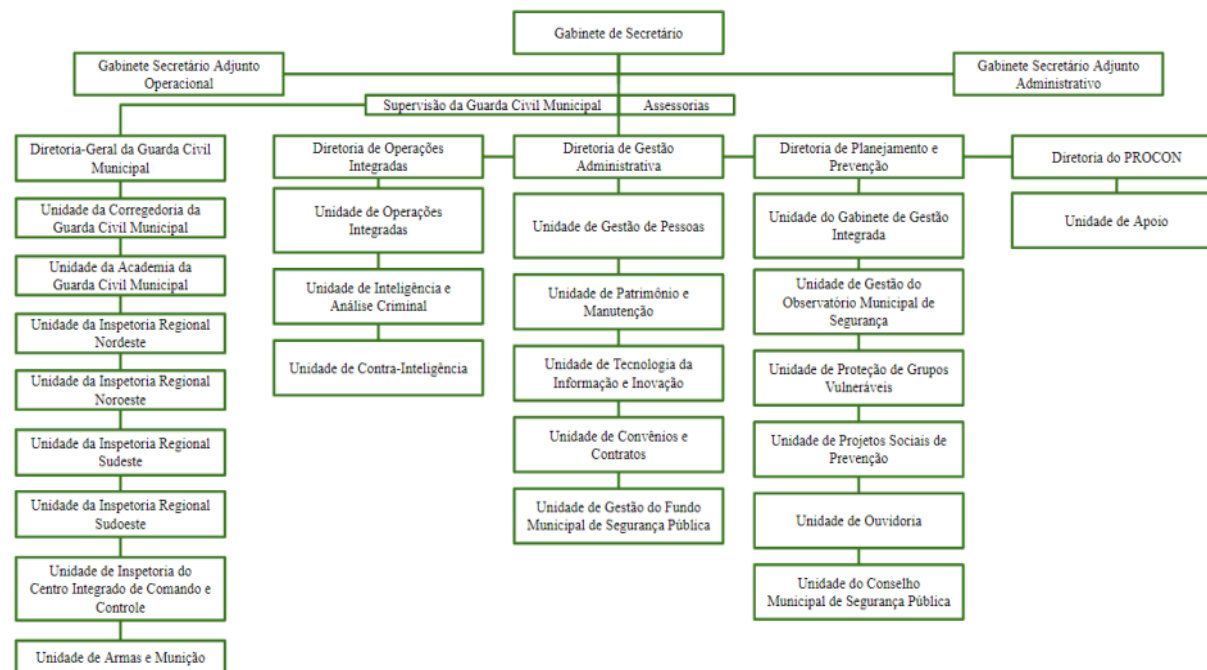 Gabinete de Secretário
Gabinete Secretário Adjunto
Operacional
Gabinete Secretário Adjunto
Administrativo
Supervisão da Guarda Civil Municipal
Assessorias
Diretoria-Geral da Guarda Civil
Municipal
Unidade da Corregedoria da
Guarda Civil Municipal
Unidade da Academia da
Guarda Civil Municipal
Unidade da Inspetoria Regional
Nordeste
Unidade da Inspetoria Regional
Noroeste
Unidade da Inspetoria Regional
Sudeste
Unidade da Inspetoria Regional
Sudoeste
Unidade de Inspetoria do
Centro Integrado de Comando e
Controle
Unidade de Armas e Munição
Diretoria de Operações
Integradas
Unidade de Operações
Integradas
Unidade de Inteligência e
Análise Criminal
Unidade de Contra-Inteligência
Diretoria de Gestão
Administrativa
Unidade de Gestão de Pessoas
Unidade de Patrimônio e
Manutenção
Unidade de Tecnologia da
Informação e Inovação
Unidade de Convênios e
Contratos
Unidade de Gestão do Fundo
Municipal de Segurança Pública
Diretoria de Planejamento e
Prevenção
Unidade do Gabinete de Gestão
Integrada
Unidade de Gestão do
Observatório Municipal de
Segurança
Unidade de Proteção de Grupos
Vulneráveis
Unidade de Projetos Sociais de
Prevenção
Unidade de Ouvidoria
Unidade do Conselho
Municipal de Segurança Pública
Diretoria do PROCON
Unidade de Apoio